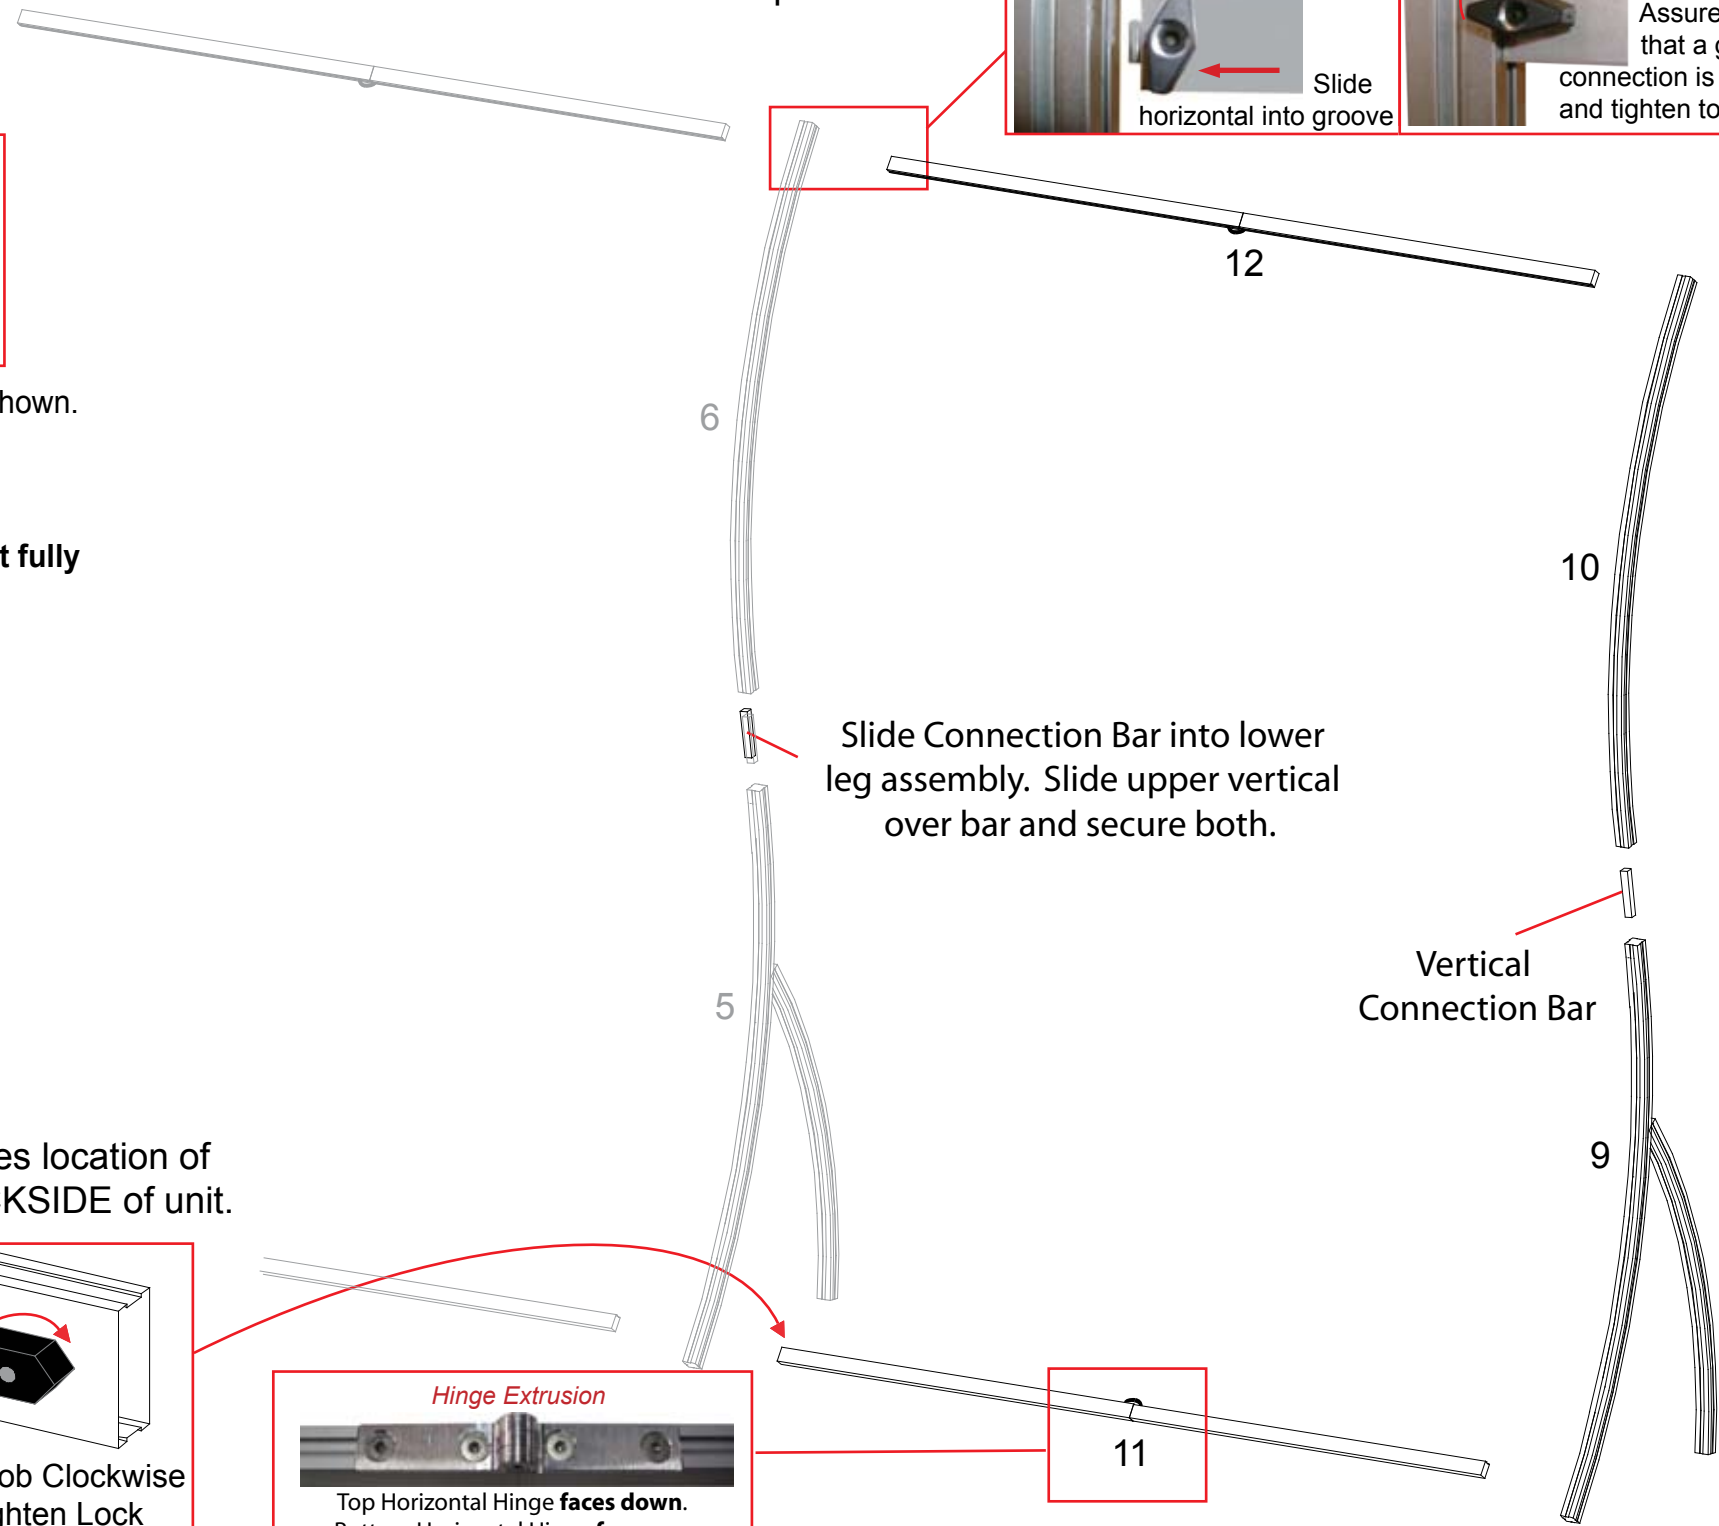 Slide
horizontal into groove
Assure
that a
connection is
and tighten to
12
hown.
6
t fully
10
Slide Connection Bar into lower
leg assembly. Slide upper vertical
over bar and secure both.
Vertical
Connection Bar
5
9
es location of
KSIDE of unit.
Hinge Extrusion
11
ob Clockwise
hten Lock
Top Horizontal Hinge faces down.